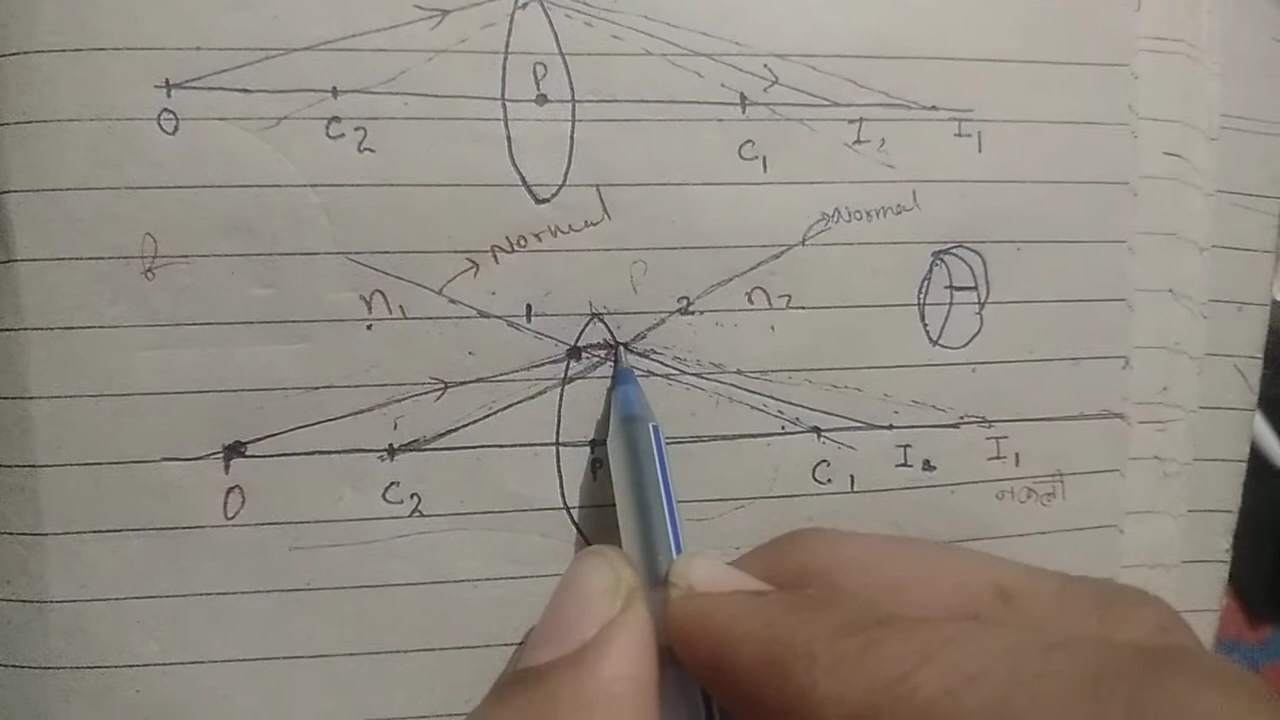 P
O C2 C1 I2 I1
Normal Normal
P
n1 1 2 n2
O C2 P C1 I2 I1
नकली